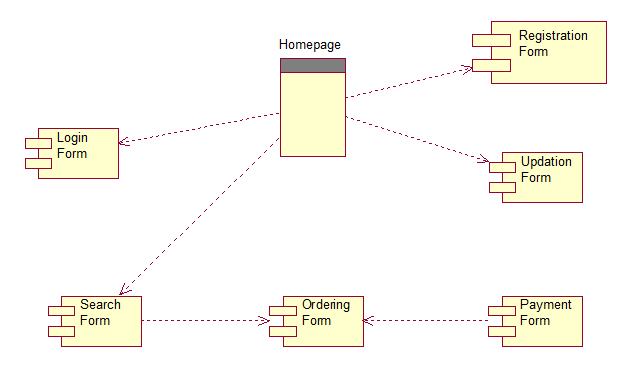 Homepage
Registration
Form
Login
Form
Updation
Form
Search
Form
Ordering
Form
Payment
Form